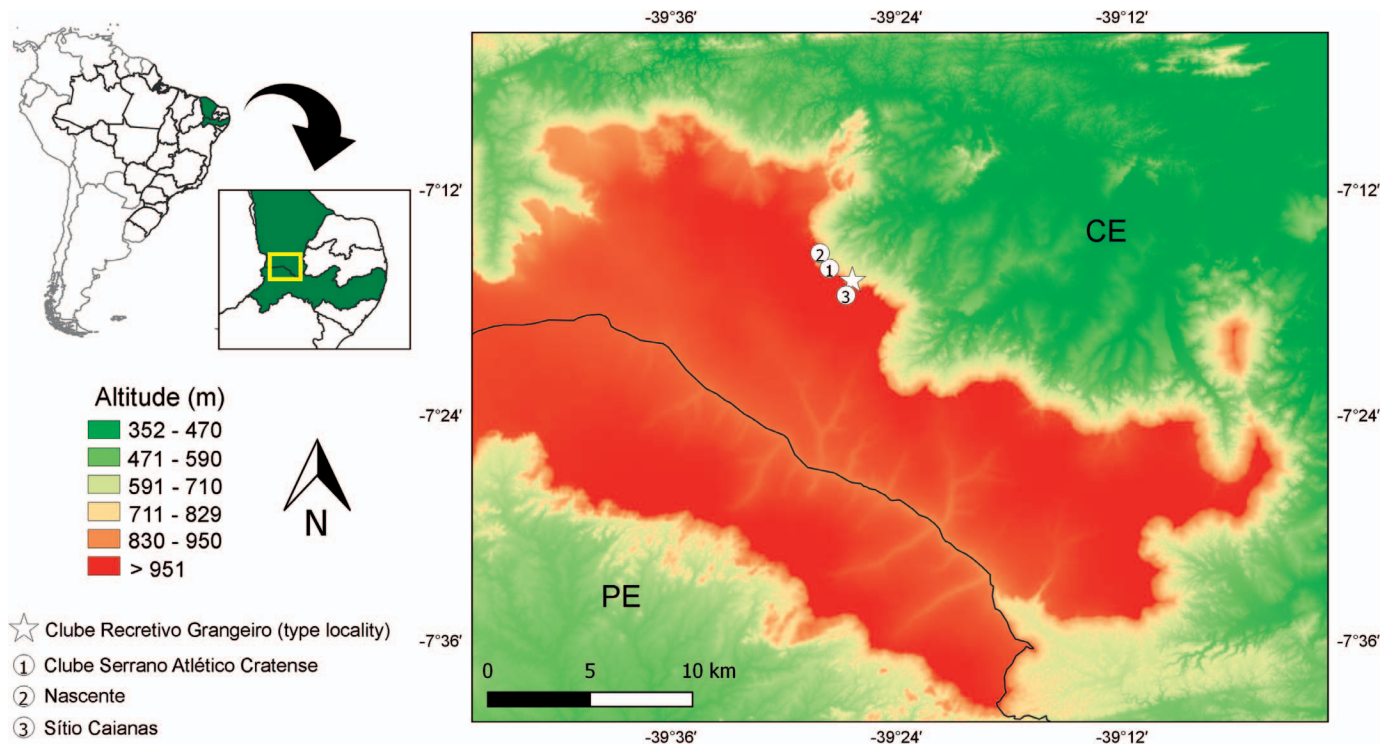 -39°36′ -39°24′ -39°12′
-7°12′ -7°12′
CE
2
1
3
Altitude (m)
352 - 470
471 - 590
591 - 710
711 - 829
830 - 950
> 951
N
-7°24′ -7°24′
PE
-7°36′ -7°36′
Clube Recretivo Grangeiro (type locality)
1 Clube Serrano Atlético Cratense
2 Nascente
3 Sítio Caianas
0 5 10 km
-39°36′ -39°24′ -39°12′